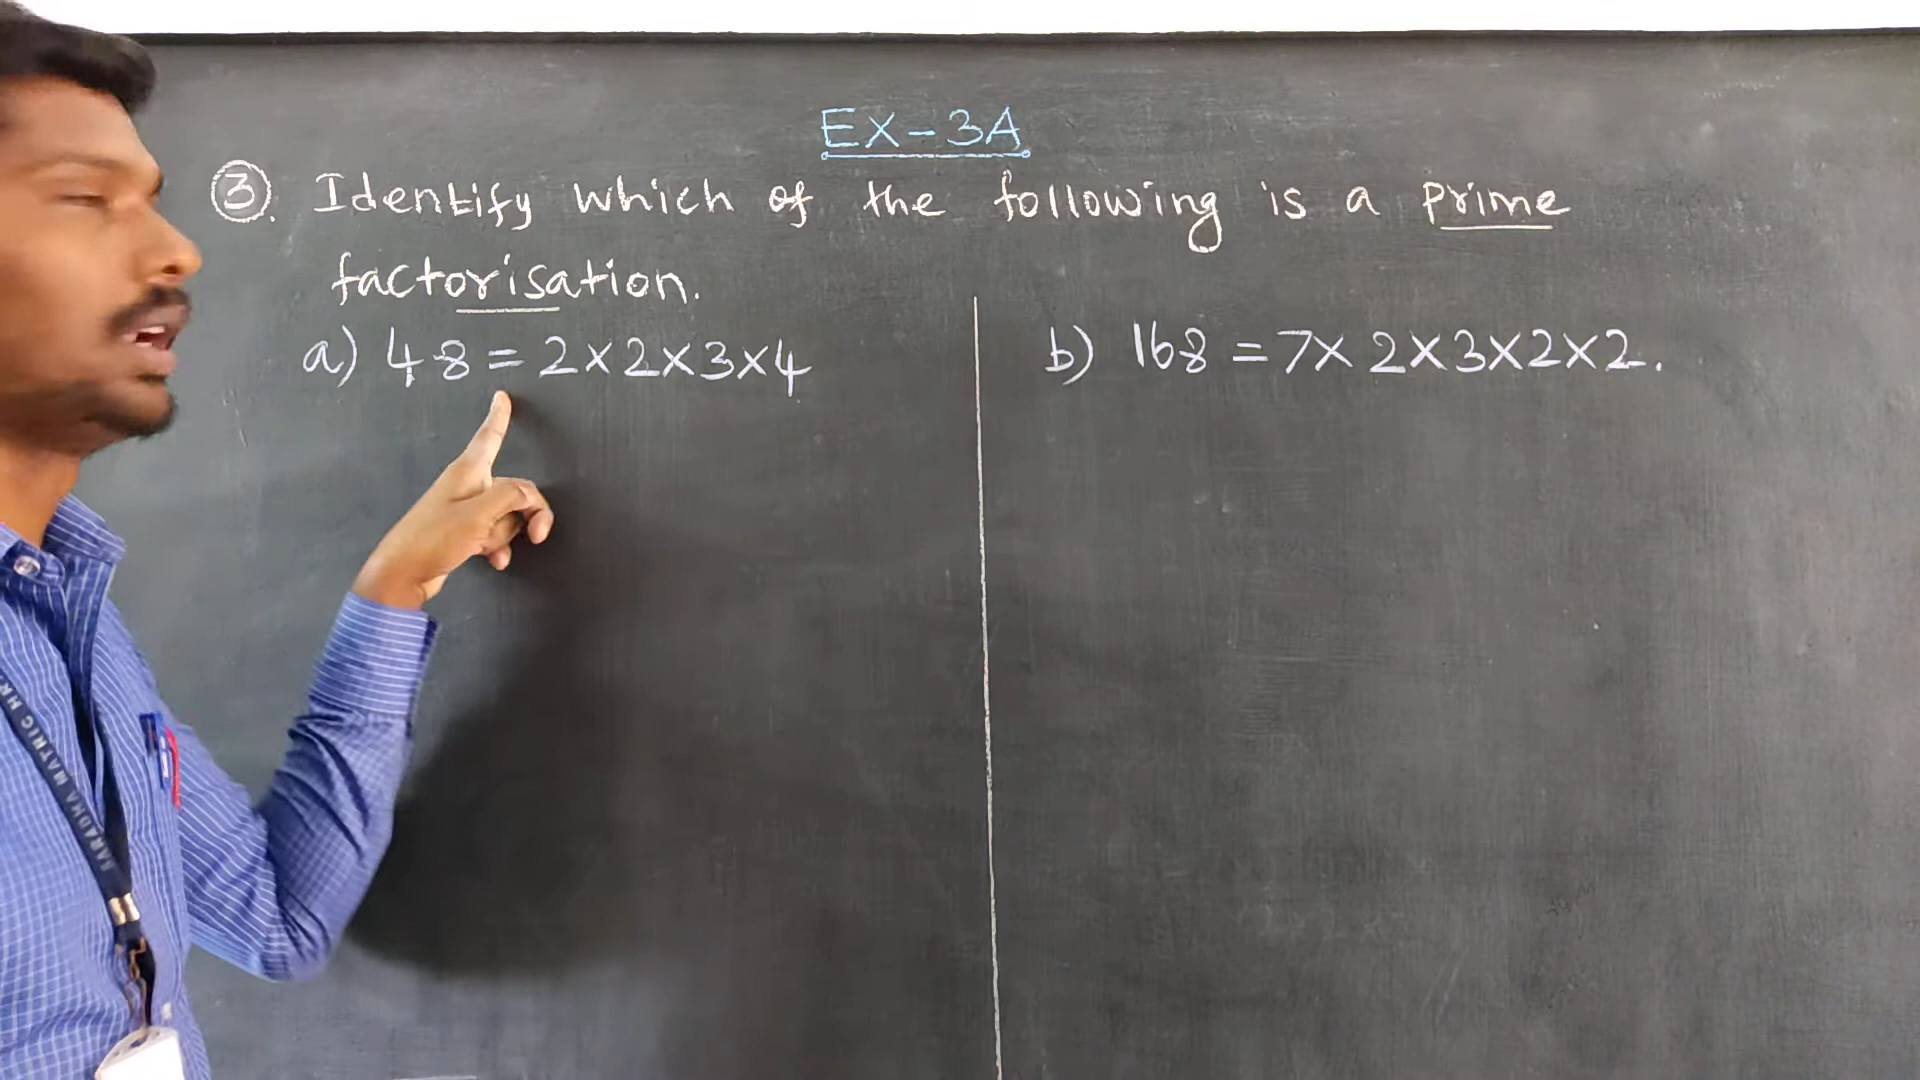 EX-3A
③. Identify which of the following is a prime
factorisation.
a) 48 = 2×2×3×4
b) 168 = 7×2×3×2×2.
MATRIC